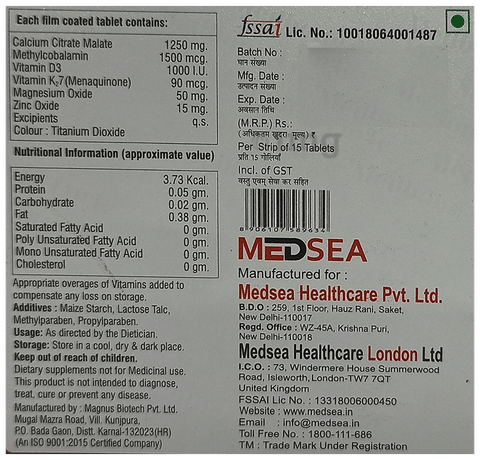 Each film coated tablet contains:
Calcium Citrate Malate 1250 mg.
Methylcobalamin 1500 mcg.
Vitamin D3 1000 I.U.
Vitamin K27(Menaquinone) 90 mcg.
Magnesium Oxide 50 mg.
Zinc Oxide 15 mg.
Excipients q.s.
Colour : Titanium Dioxide
Nutritional Information (approximate value)
Energy 3.73 Kcal.
Protein 0.05 gm.
Carbohydrate 0.02 gm.
Fat 0.38 gm.
Saturated Fatty Acid 0 gm.
Poly Unsaturated Fatty Acid 0 gm.
Mono Unsaturated Fatty Acid 0 gm.
Cholesterol 0 gm.
Appropriate overages of Vitamins added to
compensate any loss on storage.
Additives : Maize Starch, Lactose Talc,
Methylparaben, Propylparaben.
Usage: As directed by the Dietician.
Storage: Store in a cool, dry & dark place.
Keep out of reach of children.
Dietary supplements not for Medicinal use.
This product is not intended to diagnose,
treat, cure or prevent any disease.
Manufactured by : Magnus Biotech Pvt. Ltd.
Mugal Mazra Road, Vill. Kunjpura,
P.O. Bada Gaon, Distt. Karnal-132023(HR)
(An ISO 9001:2015 Certified Company)
fssai Lic. No.: 10018064001487
Batch No :
घान संख्या
Mfg. Date :
उत्पादन संख्या
Exp. Date :
अवसान तिथि
(M.R.P.) Rs.:
(अधिकतम खुदरा मूल्य) ₹
Per Strip of 15 Tablets
प्रति 15 गोलियाँ
Incl. of GST
वस्तु एवम् सेवा कर सहित
MEDSEA
Manufactured for :
Medsea Healthcare Pvt. Ltd.
B.D.O : 259, 1st Floor, Hauz Rani, Saket,
New Delhi-110017
Regd. Office : WZ-45A, Krishna Puri,
New Delhi-110018
Medsea Healthcare London Ltd
I.C.O. : 73, Windermere House Summerwood
Road, Isleworth,London-TW7 7QT
United Kingdom
FSSAI Lic No. : 13318006000450
Website : www.medsea.in
Email : info@medsea.in
Toll Free No. : 1800-111-686
TM : Trade Mark Under Registration